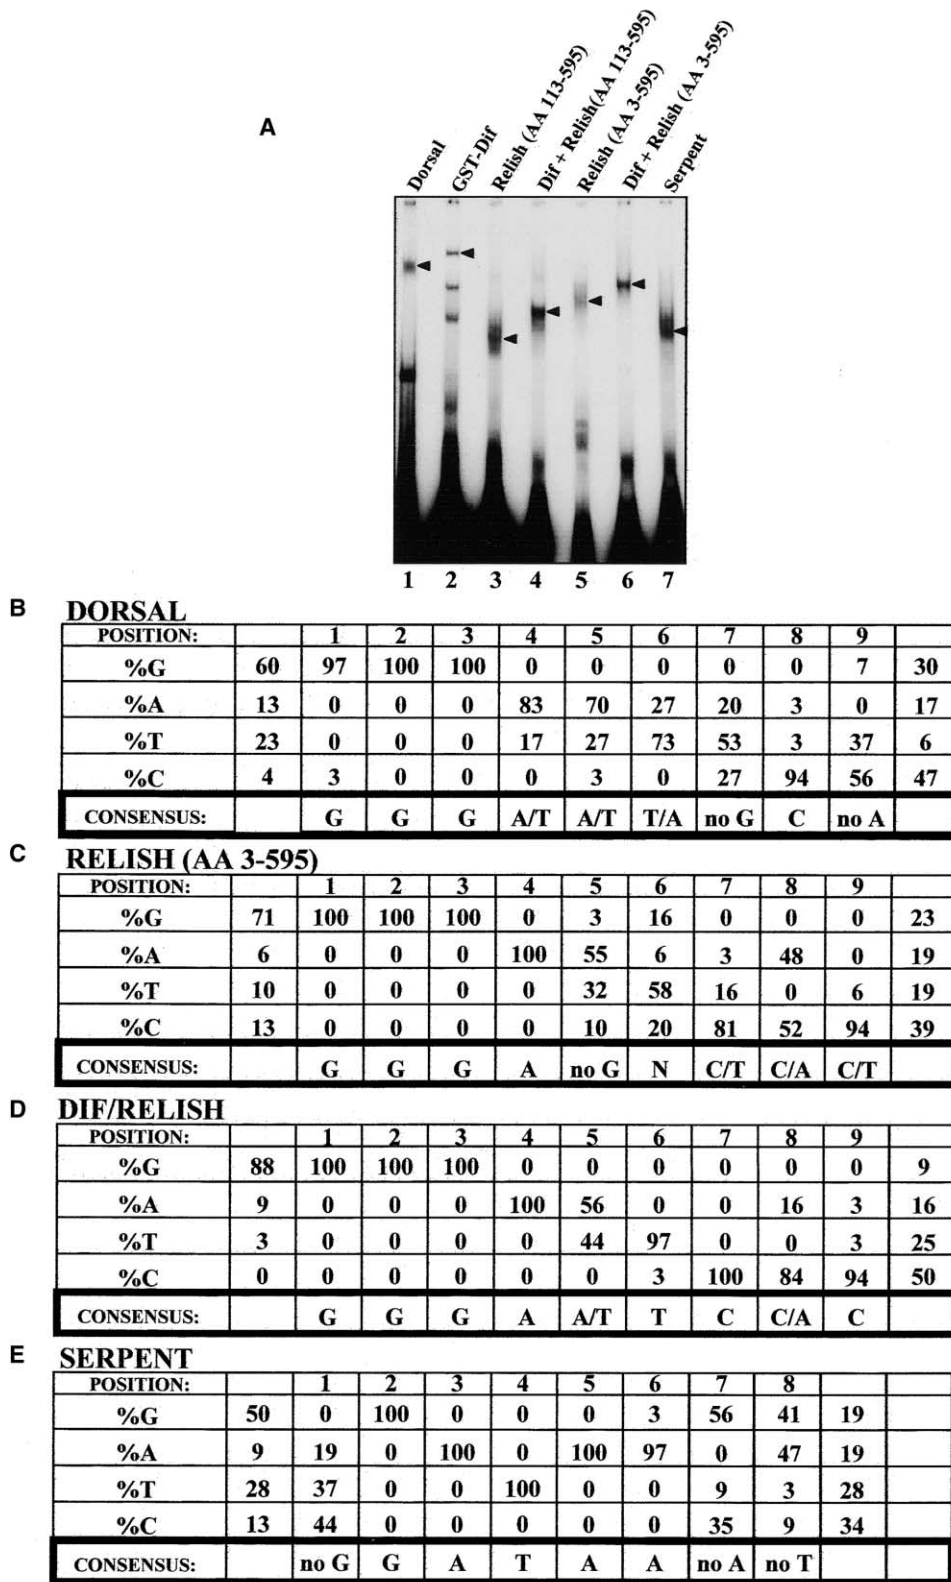 A
Dorsal
GST-Dif
Relish (AA 113-595)
Dif + Relish(AA 113-595)
Relish (AA 3-595)
Dif + Relish (AA 3-595)
Serpent
1 2 3 4 5 6 7
B DORSAL
POSITION: 1 2 3 4 5 6 7 8 9
%G 60 97 100 100 0 0 0 0 0 7 30
%A 13 0 0 0 83 70 27 20 3 0 17
%T 23 0 0 0 17 27 73 53 3 37 6
%C 4 3 0 0 0 3 0 27 94 56 47
CONSENSUS: G G G A/T A/T T/A no G C no A
C RELISH (AA 3-595)
POSITION: 1 2 3 4 5 6 7 8 9
%G 71 100 100 100 0 3 16 0 0 0 23
%A 6 0 0 0 100 55 6 3 48 0 19
%T 10 0 0 0 0 32 58 16 0 6 19
%C 13 0 0 0 0 10 20 81 52 94 39
CONSENSUS: G G G A no G N C/T C/A C/T
D DIF/RELISH
POSITION: 1 2 3 4 5 6 7 8 9
%G 88 100 100 100 0 0 0 0 0 0 9
%A 9 0 0 0 100 56 0 0 16 3 16
%T 3 0 0 0 0 44 97 0 0 3 25
%C 0 0 0 0 0 0 3 100 84 94 50
CONSENSUS: G G G A A/T T C C/A C
E SERPENT
POSITION: 1 2 3 4 5 6 7 8
%G 50 0 100 0 0 0 3 56 41 19
%A 9 19 0 100 0 100 97 0 47 19
%T 28 37 0 0 100 0 0 9 3 28
%C 13 44 0 0 0 0 0 35 9 34
CONSENSUS: no G G A T A A no A no T